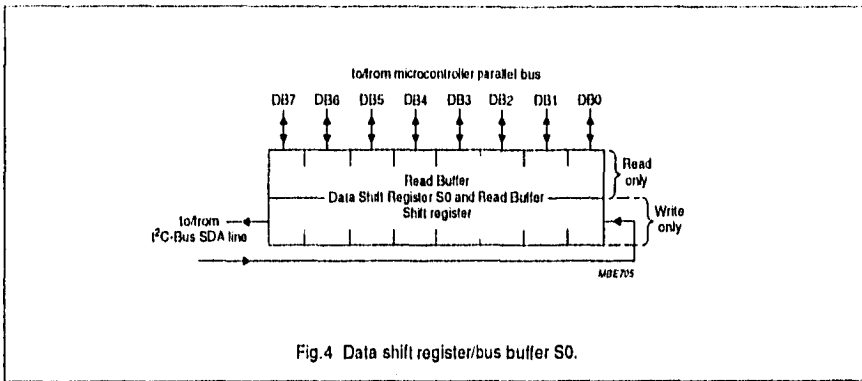 to/from microcontroller parallel bus
DB7 DB6 DB5 DB4 DB3 DB2 DB1 DB0
Read Buffer
Data Shift Register S0 and Read Buffer
Shift register
Read
only
Write
only
to/from
I²C-Bus SDA line
MBE705
Fig.4 Data shift register/bus buffer S0.